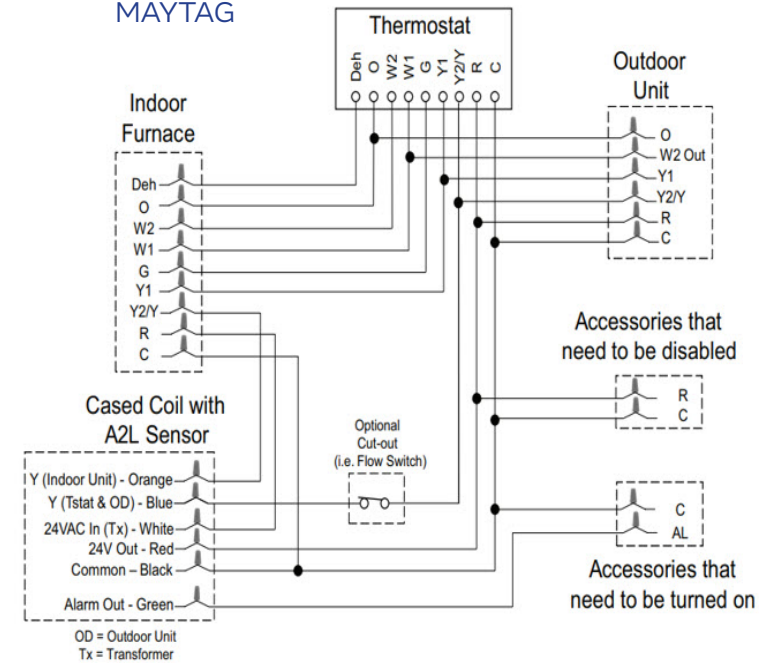 MAYTAG
Thermostat
Deh
O
W2
W1
G
Y1
Y2/Y
R
C
Outdoor
Unit
O
W2 Out
Y1
Y2/Y
R
C
Indoor
Furnace
Deh
O
W2
W1
G
Y1
Y2/Y
R
C
Accessories that
need to be disabled
R
C
Cased Coil with
A2L Sensor
Optional
Cut-out
(i.e. Flow Switch)
Y (Indoor Unit) - Orange
Y (Tstat & OD) - Blue
24VAC In (Tx) - White
24V Out - Red
Common – Black
Alarm Out - Green
C
AL
Accessories that
need to be turned on
OD = Outdoor Unit
Tx = Transformer